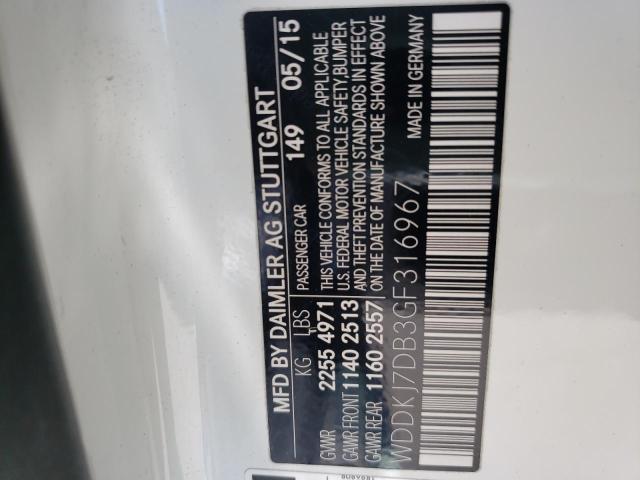 MFD BY DAIMLER AG STUTTGART
KG LBS PASSENGER CAR 149 05/15
GVWR 2255 4971 THIS VEHICLE CONFORMS TO ALL APPLICABLE
GAWR FRONT 1140 2513 U.S. FEDERAL MOTOR VEHICLE SAFETY, BUMPER
GAWR REAR 1160 2557 AND THEFT PREVENTION STANDARDS IN EFFECT
ON THE DATE OF MANUFACTURE SHOWN ABOVE
WDDKJ7DB3GF316967 MADE IN GERMANY